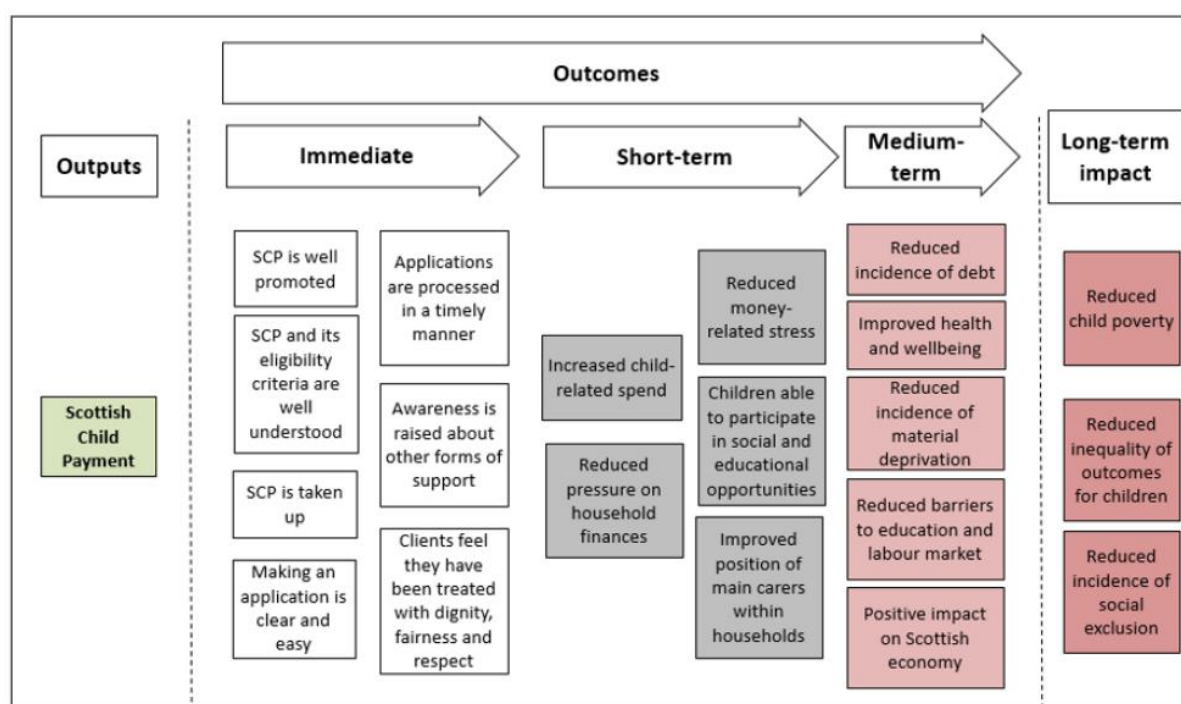 Outcomes
Outputs
Immediate
Short-term
Medium-
term
Long-term
impact
Scottish
Child
Payment
SCP is well
promoted
SCP and its
eligibility
criteria are
well
understood
SCP is taken
up
Making an
application is
clear and
easy
Applications
are processed
in a timely
manner
Awareness is
raised about
other forms of
support
Clients feel
they have
been treated
with dignity,
fairness and
respect
Increased child-
related spend
Reduced
pressure on
household
finances
Reduced
money-
related stress
Children able
to participate
in social and
educational
opportunities
Improved
position of
main carers
within
households
Reduced
incidence of debt
Improved health
and wellbeing
Reduced
incidence of
material
deprivation
Reduced barriers
to education and
labour market
Positive impact
on Scottish
economy
Reduced
child poverty
Reduced
inequality of
outcomes
for children
Reduced
incidence of
social
exclusion